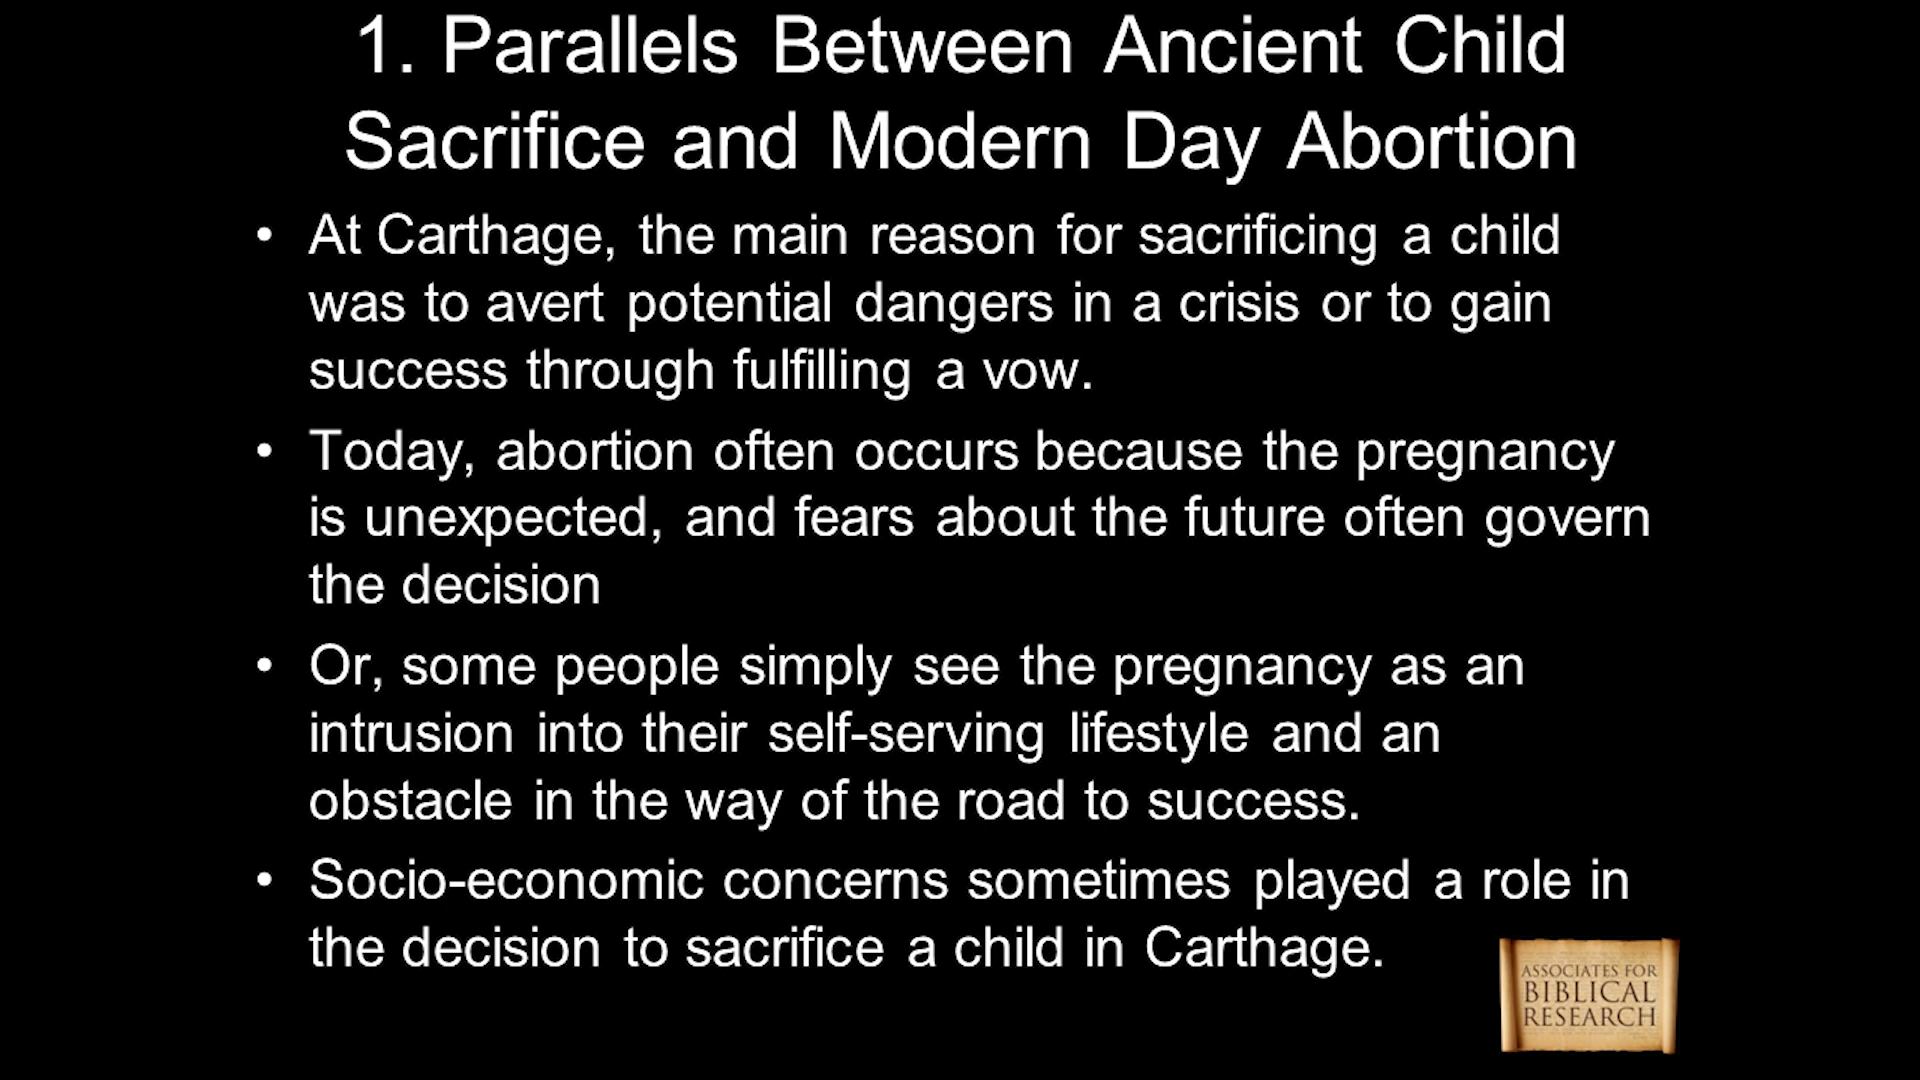 1. Parallels Between Ancient Child
Sacrifice and Modern Day Abortion
• At Carthage, the main reason for sacrificing a child
was to avert potential dangers in a crisis or to gain
success through fulfilling a vow.
• Today, abortion often occurs because the pregnancy
is unexpected, and fears about the future often govern
the decision
• Or, some people simply see the pregnancy as an
intrusion into their self-serving lifestyle and an
obstacle in the way of the road to success.
• Socio-economic concerns sometimes played a role in
the decision to sacrifice a child in Carthage.
ASSOCIATES FOR
BIBLICAL
RESEARCH